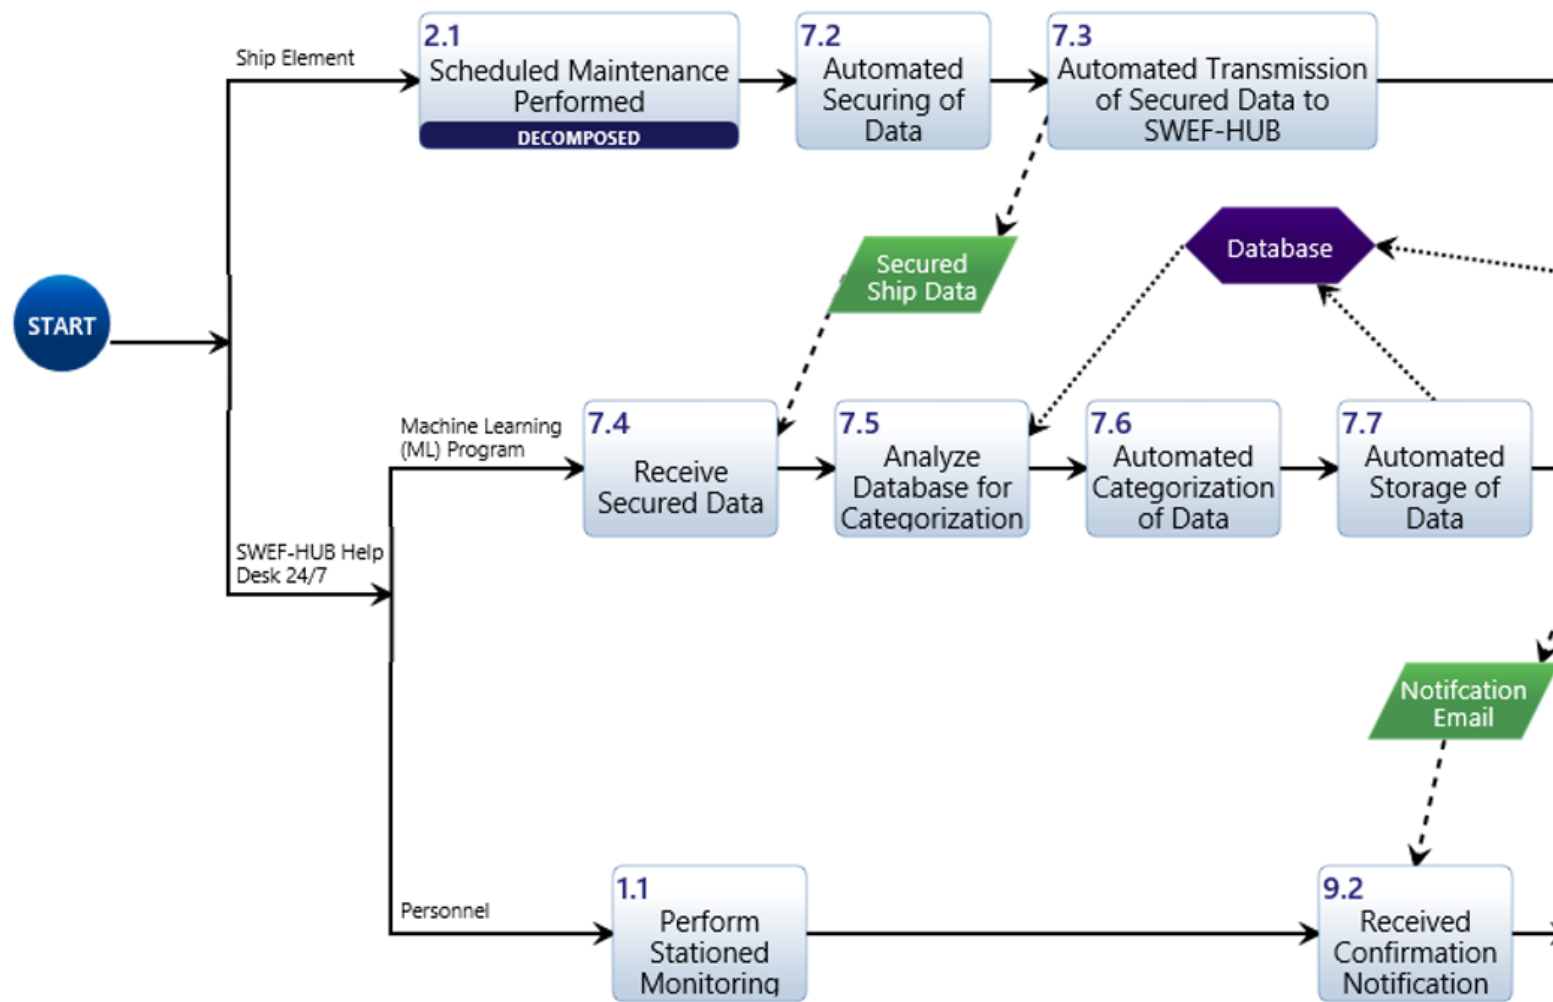 Ship Element
2.1
Scheduled Maintenance
Performed
DECOMPOSED
7.2
Automated
Securing of
Data
7.3
Automated Transmission
of Secured Data to
SWEF-HUB
Secured
Ship Data
Database
START
Machine Learning
(ML) Program
7.4
Receive
Secured Data
7.5
Analyze
Database for
Categorization
7.6
Automated
Categorization
of Data
7.7
Automated
Storage of
Data
SWEF-HUB Help
Desk 24/7
Notifcation
Email
Personnel
1.1
Perform
Stationed
Monitoring
9.2
Received
Confirmation
Notification